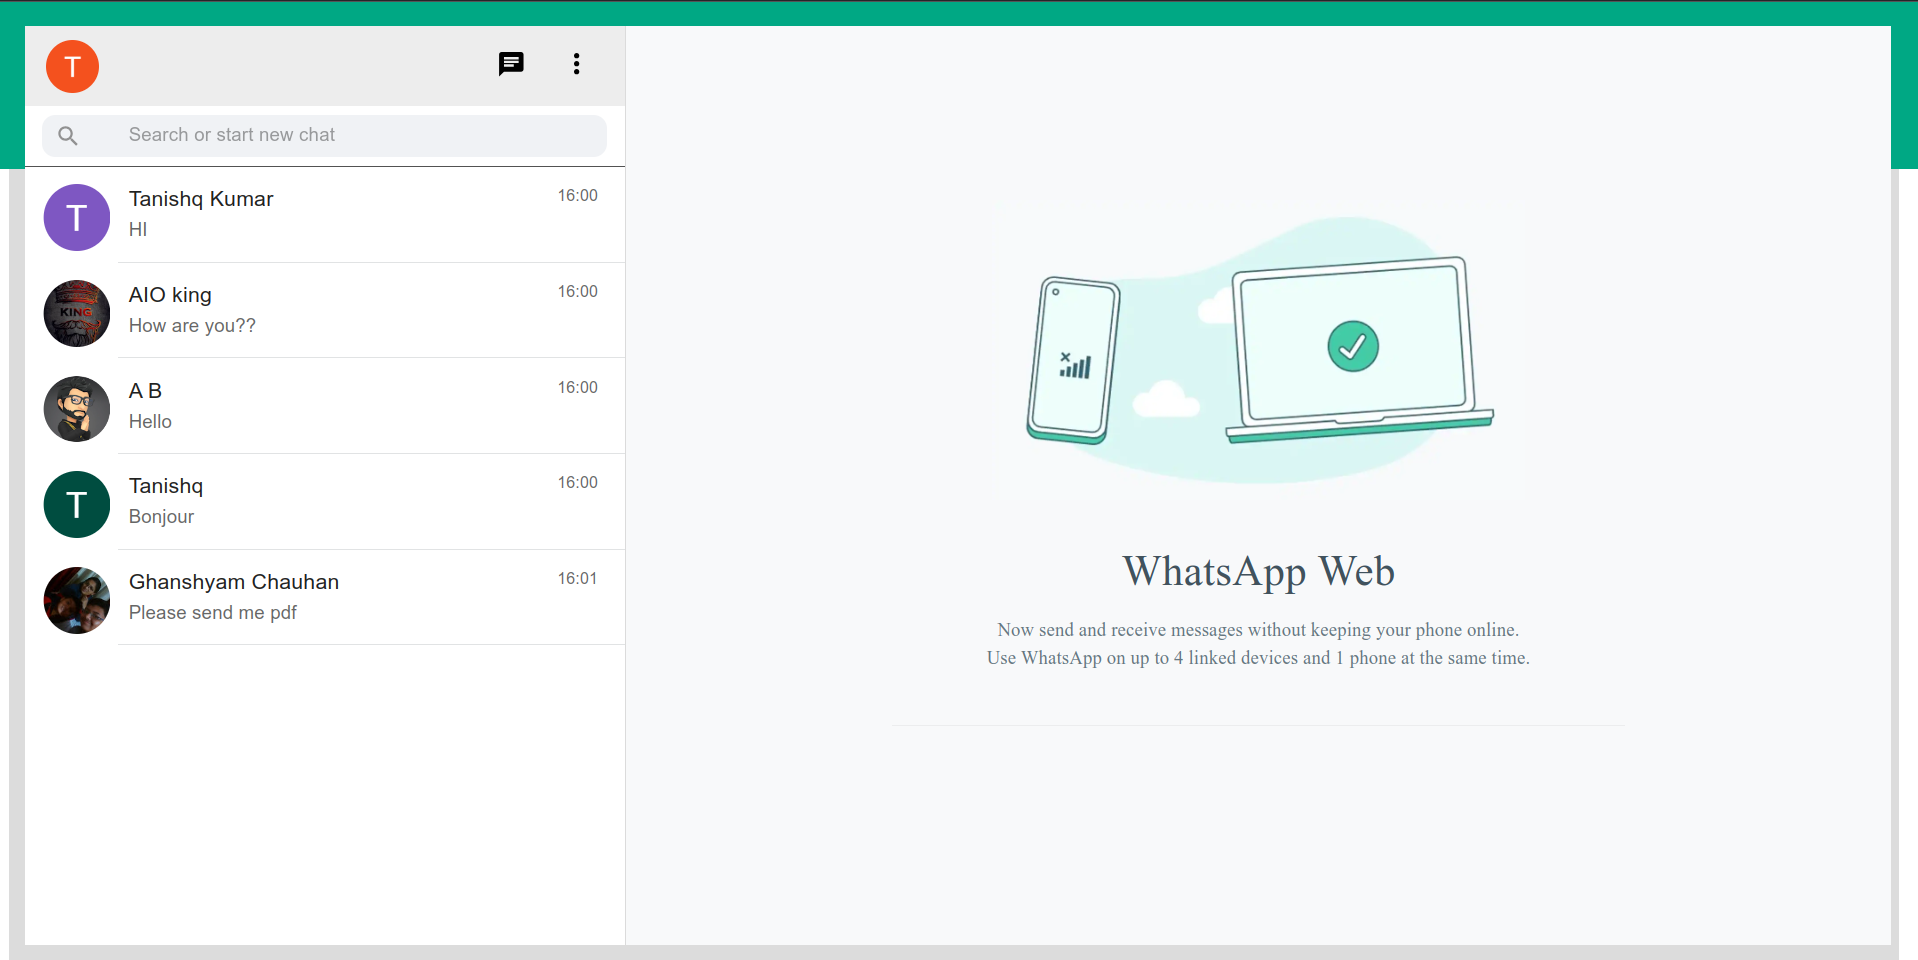 T
Search or start new chat
T
Tanishq Kumar
16:00
HI
KING
AIO king
16:00
How are you??
A B
16:00
Hello
T
Tanishq
16:00
Bonjour
Ghanshyam Chauhan
16:01
Please send me pdf
WhatsApp Web
Now send and receive messages without keeping your phone online.
Use WhatsApp on up to 4 linked devices and 1 phone at the same time.